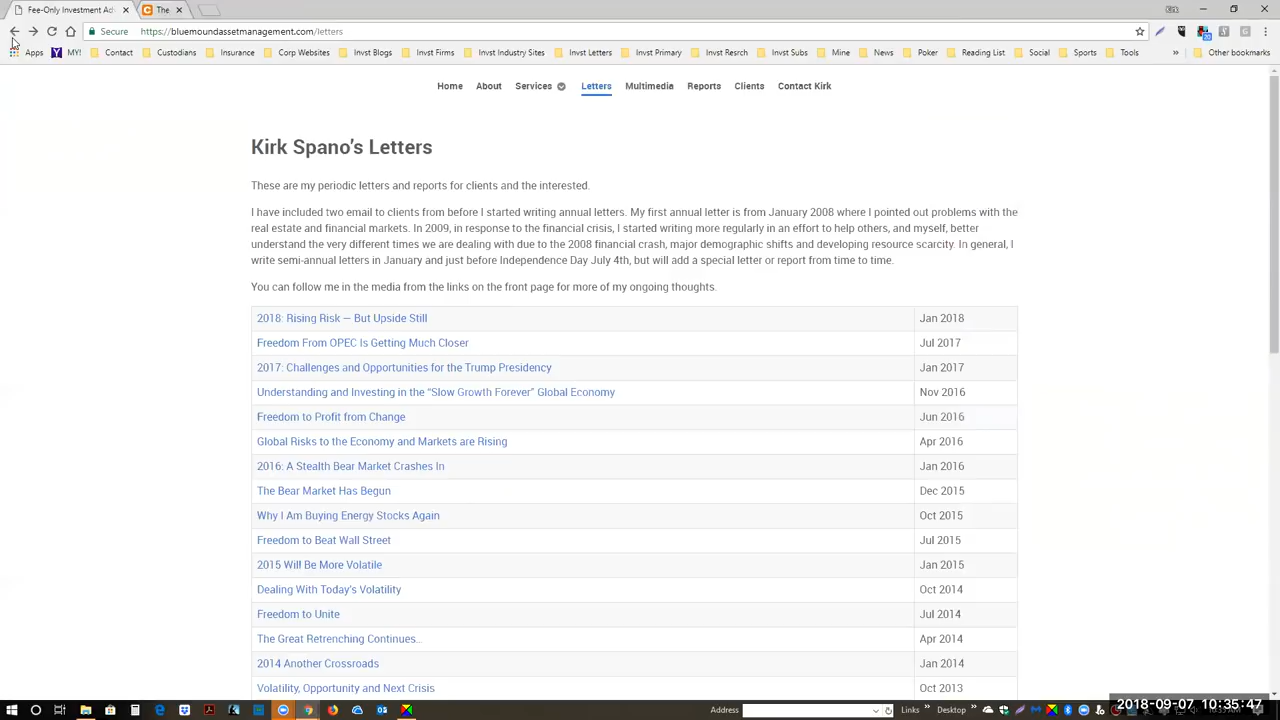 Fee-Only Investment Ad
The
Secure
https://bluemoundassetmanagement.com/letters
Apps MY! Contact Custodians Insurance Corp Websites Invst Blogs Invst Firms Invst Industry Sites Invst Letters Invst Resrch Invst Subs Mine News Poker Reading List Social Sports Tools » Other bookmarks
Home About Services Letters Multimedia Reports Clients Contact Kirk
Kirk Spano's Letters
These are my periodic letters and reports for clients and the interested.
I have included two email to clients from before I started writing annual letters. My first annual letter is from January 2008 where I pointed out problems with the
real estate and financial markets. In 2009, in response to the financial crisis, I started writing more regularly in an effort to help others, and myself, better
understand the very different times we are dealing with due to the 2008 financial crash, major demographic shifts and developing resource scarcity. In general, I
write semi-annual letters in January and just before Independence Day July 4th, but will add a special letter or report from time to time.
You can follow me in the media from the links on the front page for more of my ongoing thoughts.
2018: Rising Risk — But Upside Still Jan 2018
Freedom From OPEC Is Getting Much Closer Jul 2017
2017: Challenges and Opportunities for the Trump Presidency Jan 2017
Understanding and Investing in the “Slow Growth Forever” Global Economy Nov 2016
Freedom to Profit from Change Jun 2016
Global Risks to the Economy and Markets are Rising Apr 2016
2016: A Stealth Bear Market Crashes In Jan 2016
The Bear Market Has Begun Dec 2015
Why I Am Buying Energy Stocks Again Oct 2015
Freedom to Beat Wall Street Jul 2015
2015 Will Be More Volatile Jan 2015
Dealing With Today's Volatility Oct 2014
Freedom to Unite Jul 2014
The Great Retrenching Continues… Apr 2014
2014 Another Crossroads Jan 2014
Volatility, Opportunity and Next Crisis Oct 2013
Address Links » Desktop »
2018-09-07 10:35:47